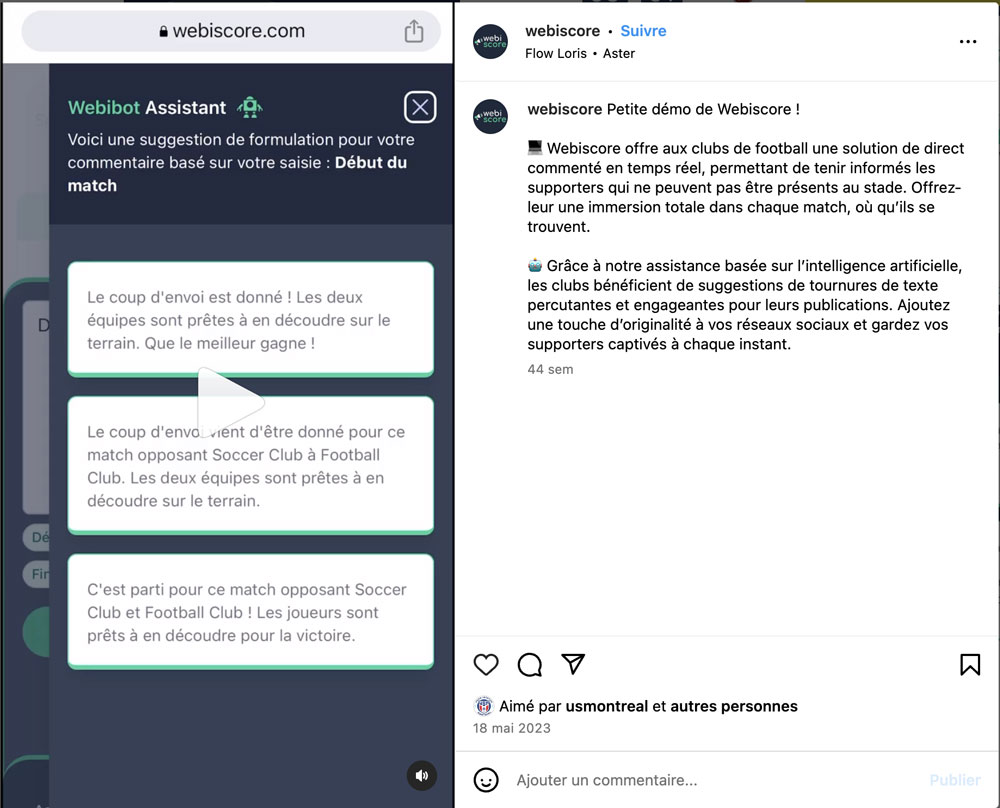 webiscore.com
Webibot Assistant
Voici une suggestion de formulation pour votre
commentaire basé sur votre saisie : Début du
match
Le coup d'envoi est donné ! Les deux
équipes sont prêtes à en découdre sur le
terrain. Que le meilleur gagne !
Le coup d'envoi vient d'être donné pour ce
match opposant Soccer Club à Football
Club. Les deux équipes sont prêtes à en
découdre sur le terrain.
C'est parti pour ce match opposant Soccer
Club et Football Club ! Les joueurs sont
prêts à en découdre pour la victoire.
D
Dé
Fin
webi
score
webiscore • Suivre
Flow Loris • Aster
webi
score
webiscore Petite démo de Webiscore !
💻 Webiscore offre aux clubs de football une solution de direct
commenté en temps réel, permettant de tenir informés les
supporters qui ne peuvent pas être présents au stade. Offrez-
leur une immersion totale dans chaque match, où qu’ils se
trouvent.
🤖 Grâce à notre assistance basée sur l’intelligence artificielle,
les clubs bénéficient de suggestions de tournures de texte
percutantes et engageantes pour leurs publications. Ajoutez
une touche d’originalité à vos réseaux sociaux et gardez vos
supporters captivés à chaque instant.
44 sem
Aimé par usmontreal et autres personnes
18 mai 2023
Ajouter un commentaire...
Publier